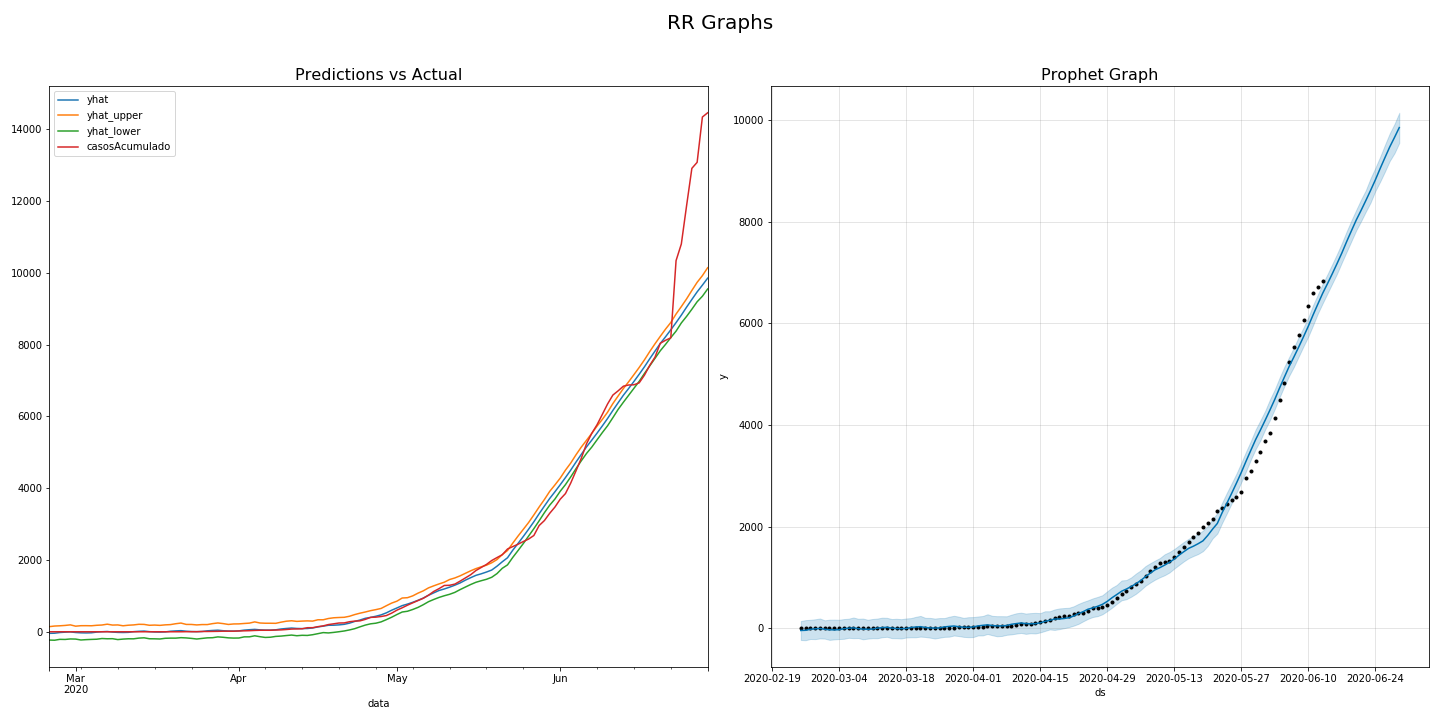 RR Graphs
Predictions vs Actual
yhat
yhat_upper
yhat_lower
casosAcumulado
14000
12000
10000
8000
6000
4000
2000
0
Mar
2020
Apr
May
Jun
data
Prophet Graph
10000
8000
6000
4000
2000
0
y
2020-02-19 2020-03-04 2020-03-18 2020-04-01 2020-04-15 2020-04-29 2020-05-13 2020-05-27 2020-06-10 2020-06-24
ds